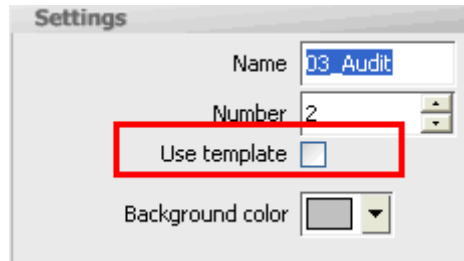 Settings
Name 03_Audit
Number 2
Use template
Background color